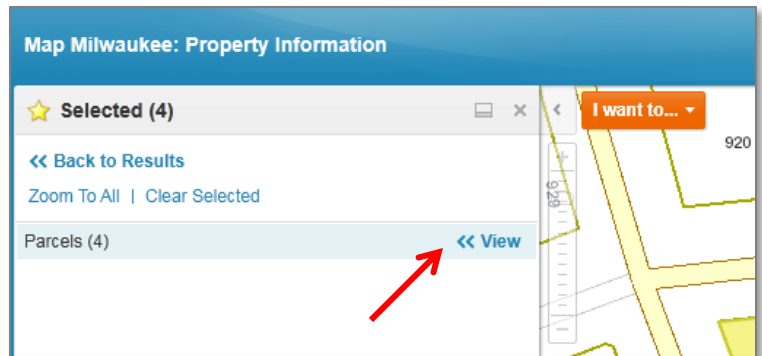 Map Milwaukee: Property Information
Selected (4)
I want to...
<< Back to Results
Zoom To All | Clear Selected
Parcels (4)
<< View
920
929